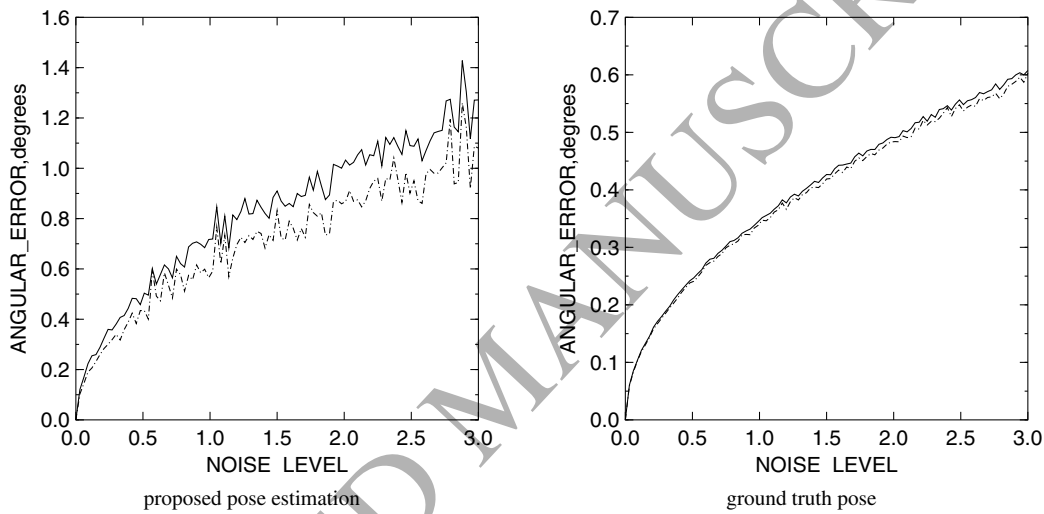 1.6
1.4
1.2
1.0
0.8
0.6
0.4
0.2
0.0
ANGULAR_ERROR,degrees
0.0 0.5 1.0 1.5 2.0 2.5 3.0
NOISE LEVEL
proposed pose estimation
0.7
0.6
0.5
0.4
0.3
0.2
0.1
0.0
ANGULAR_ERROR,degrees
0.0 0.5 1.0 1.5 2.0 2.5 3.0
NOISE LEVEL
ground truth pose
D MANUSCR